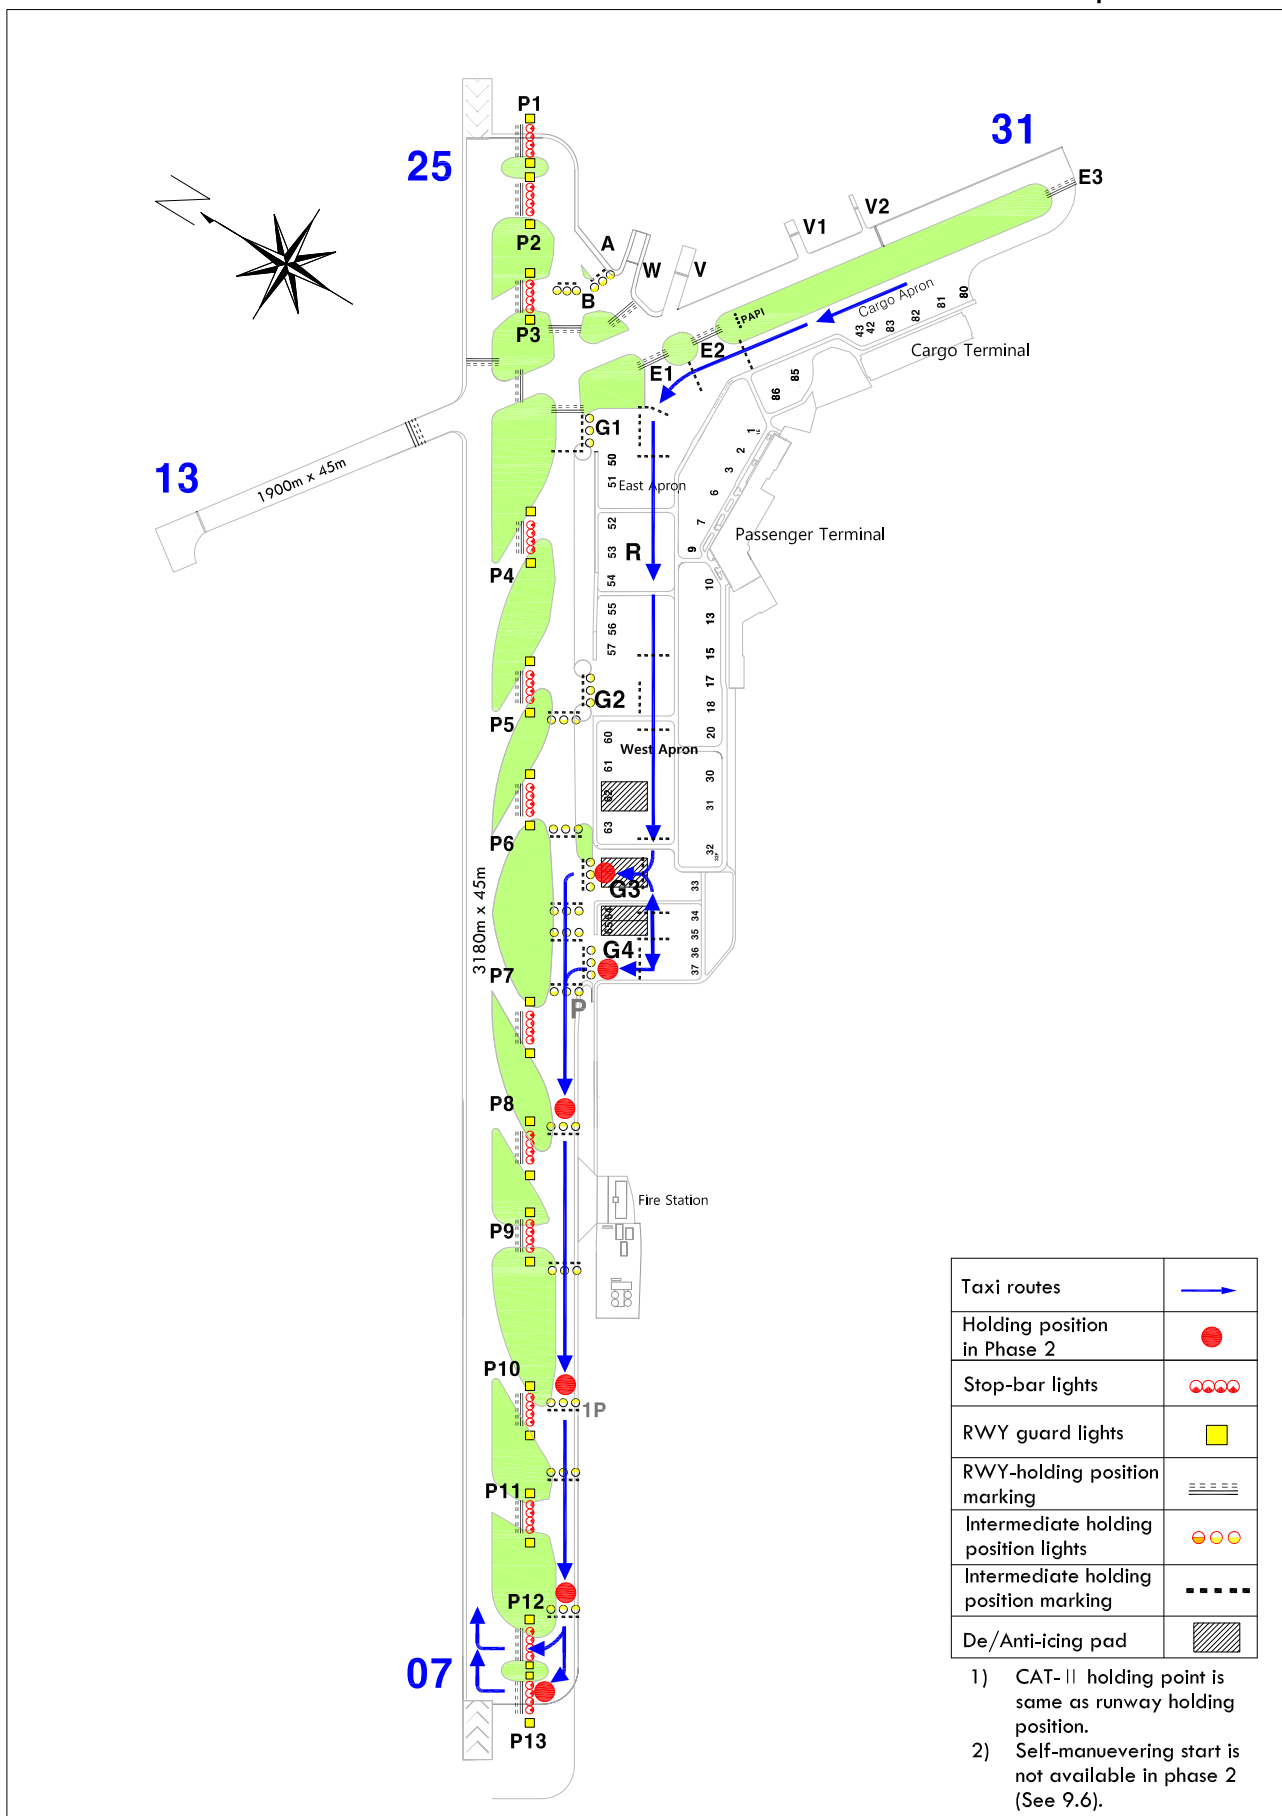 P1
31
25
E3
V2
V1
P2
A
W
V
B
P3
PAPI
Cargo Apron
80
81
82
83
42
43
Cargo Terminal
E2
E1
85
86
G1
1
2
3
6
7
9
50
51
East Apron
13
1900m x 45m
52
53
54
R
Passenger Terminal
P4
10
13
15
17
18
20
55
56
57
G2
P5
60
61
62
63
West Apron
30
31
32
P6
G3
33
34
35
36
37
64
65
G4
3180m x 45m
P7
P
P8
Fire Station
P9
P10
1P
P11
P12
07
P13
Taxi routes
Holding position
in Phase 2
Stop-bar lights
RWY guard lights
RWY-holding position
marking
Intermediate holding
position lights
Intermediate holding
position marking
De/Anti-icing pad
1) CAT-II holding point is
same as runway holding
position.
2) Self-manuevering start is
not available in phase 2
(See 9.6).